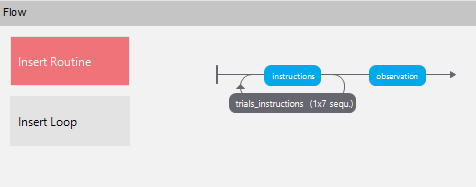 Flow
Insert Routine
instructions
observation
trials_instructions (1x7 sequ.)
Insert Loop